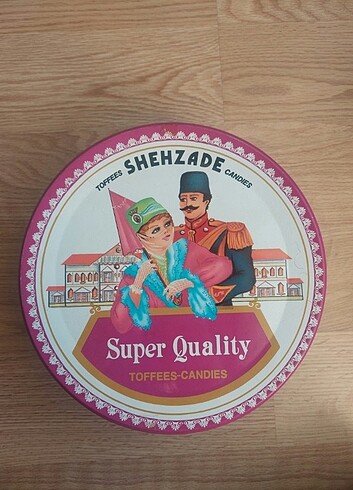 TOFFEES SHEHZADE CANDIES
Super Quality
TOFFEES-CANDIES